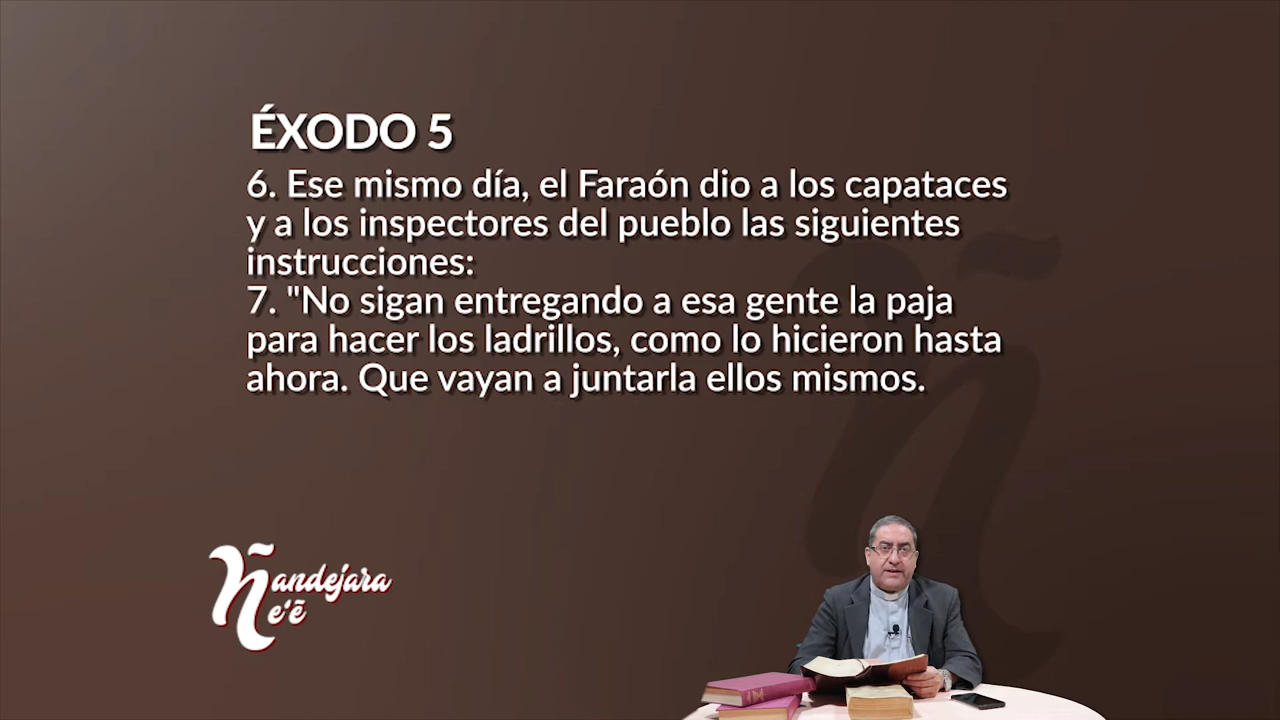 ÉXODO 5
6. Ese mismo día, el Faraón dio a los capataces
y a los inspectores del pueblo las siguientes
instrucciones:
7. "No sigan entregando a esa gente la paja
para hacer los ladrillos, como lo hicieron hasta
ahora. Que vayan a juntarla ellos mismos.
Ñandejara
Ñe'ẽ